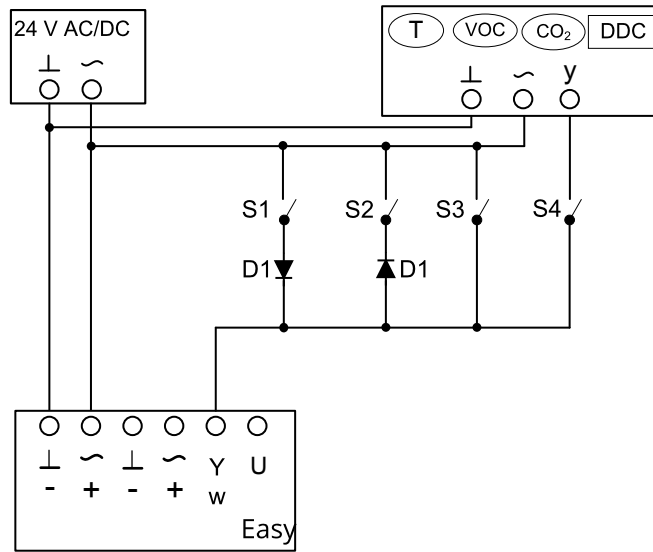 24 V AC/DC
⊥ ~
T VOC CO₂ DDC
⊥ ~ y
S1 S2 S3 S4
D1 D1
⊥ ~ ⊥ ~ Y U
- + - + w
Easy